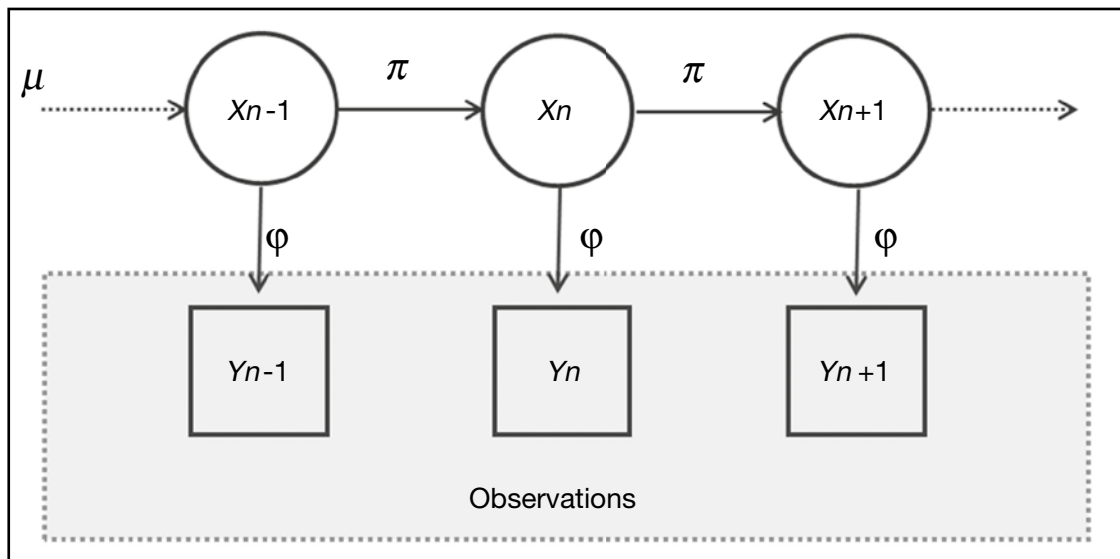 μ
π
π
Xn-1
Xn
Xn+1
φ
φ
φ
Yn-1
Yn
Yn+1
Observations